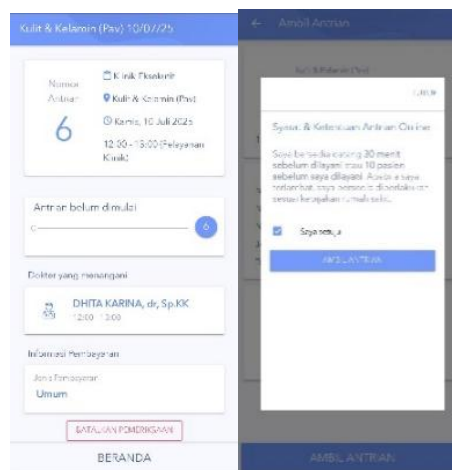 Kulit & Kelamin (Pav) 10/07/25
Nomor
Antrian
6
Klinik Eksekutif
Kulit & Kelamin (Pav)
Kamis, 10 Juli 2025
12:00 - 13:00 (Pelayanan
Klinik)
Antrian belum dimulai
6
Dokter yang menangani
DHITA KARINA, dr, Sp.KK
12:00 - 13:00
Informasi Pembayaran
Jenis Pembayaran
Umum
BATALKAN PEMERIKSAAN
BERANDA
Ambil Antrian
Kulit & Kelamin (Pav)
TUTUP
Syarat & Ketentuan Antrian Online
Saya bersedia datang 30 menit
sebelum dilayani atau 10 pasien
sebelum saya dilayani. Apabila saya
terlambat, saya bersedia diperlakukan
sesuai kebijakan rumah sakit.
Saya setuju
AMBIL ANTRIAN
AMBIL ANTRIAN